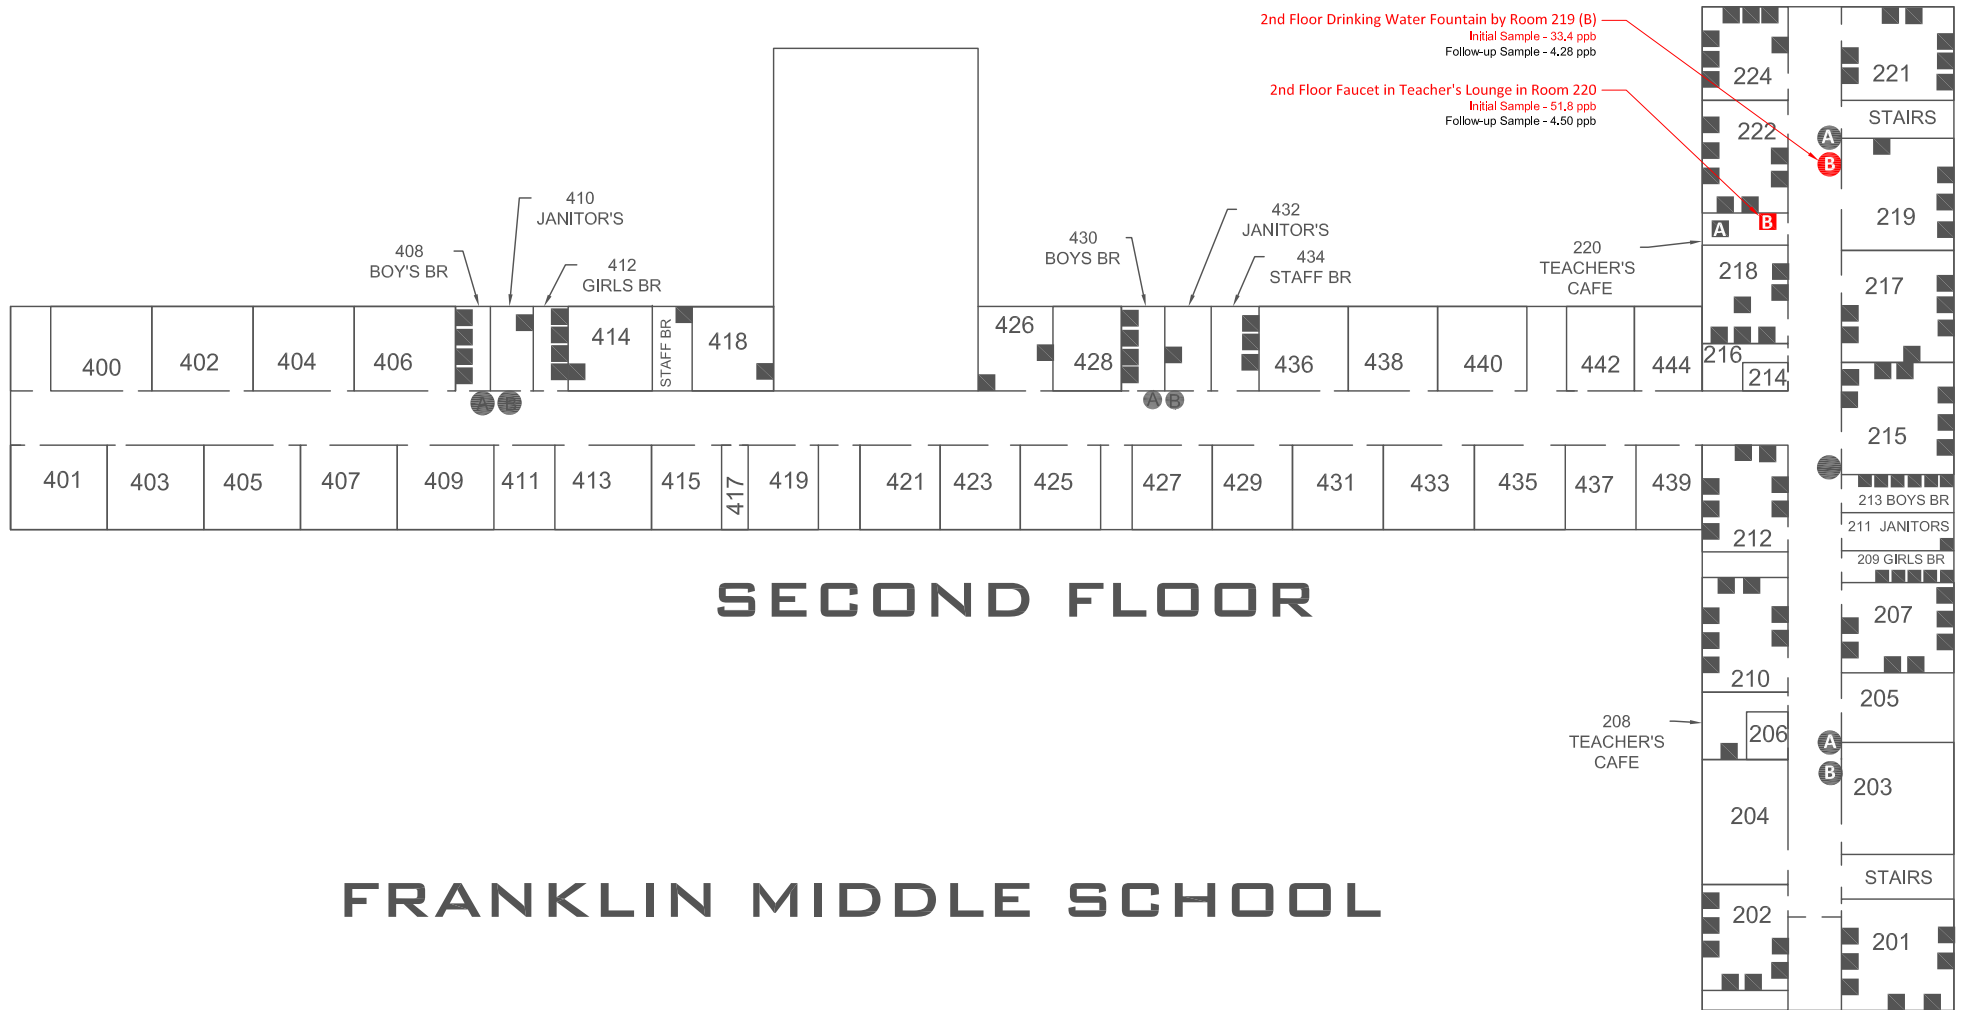 2nd Floor Drinking Water Fountain by Room 219 (B)
Initial Sample - 33.4 ppb
Follow-up Sample - 4.28 ppb
2nd Floor Faucet in Teacher's Lounge in Room 220
Initial Sample - 51.8 ppb
Follow-up Sample - 4.50 ppb
224
221
STAIRS
222
A
B
219
A
B
220
TEACHER'S
CAFE
218
217
216
214
215
410
JANITOR'S
408
BOY'S BR
412
GIRLS BR
432
JANITOR'S
430
BOYS BR
434
STAFF BR
400
402
404
406
414
STAFF BR
418
426
428
436
438
440
442
444
A
B
A
B
401
403
405
407
409
411
413
415
417
419
421
423
425
427
429
431
433
435
437
439
213 BOYS BR
211 JANITORS
209 GIRLS BR
212
207
210
205
208
TEACHER'S
CAFE
206
A
B
203
204
STAIRS
202
201
SECOND FLOOR
FRANKLIN MIDDLE SCHOOL